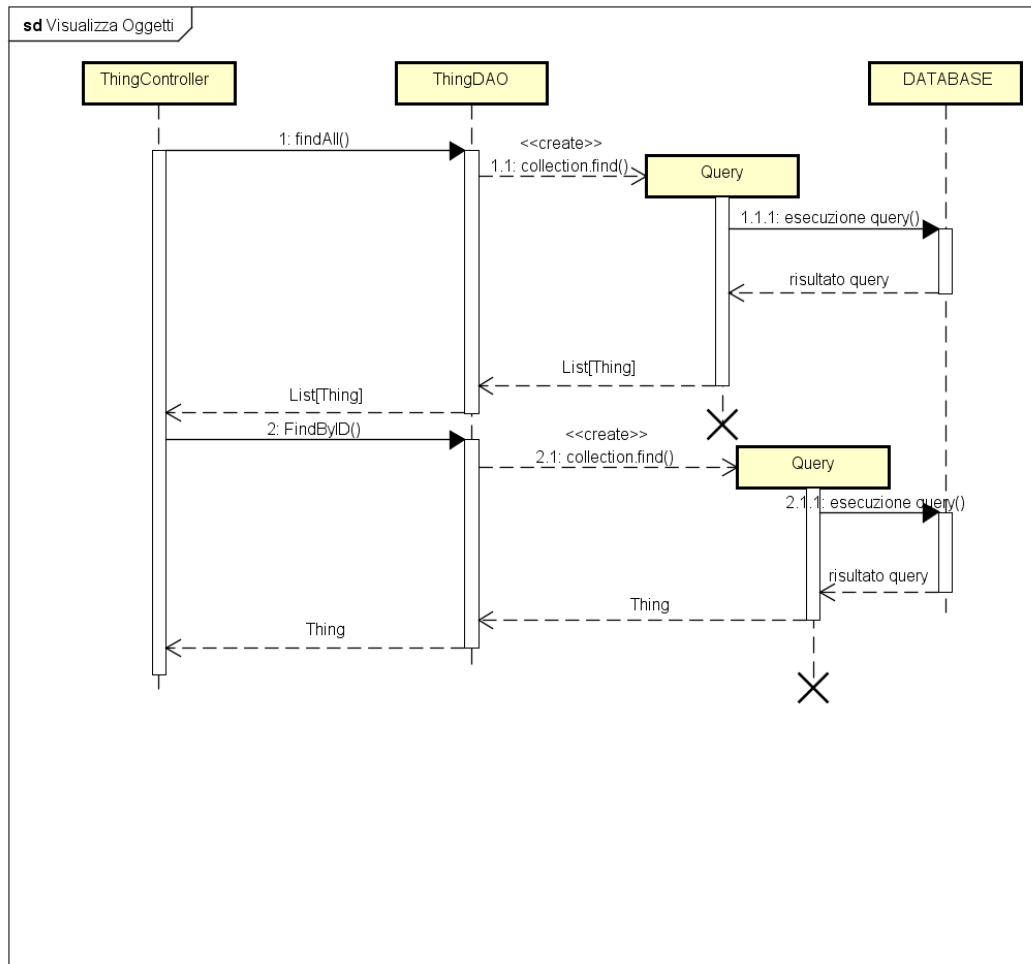 sd Visualizza Oggetti
ThingController
ThingDAO
DATABASE
1: findAll()
<<create>>
1.1: collection.find()
Query
1.1.1: esecuzione query()
risultato query
List[Thing]
List[Thing]
2: FindByID()
<<create>>
2.1: collection.find()
Query
2.1.1: esecuzione query()
risultato query
Thing
Thing